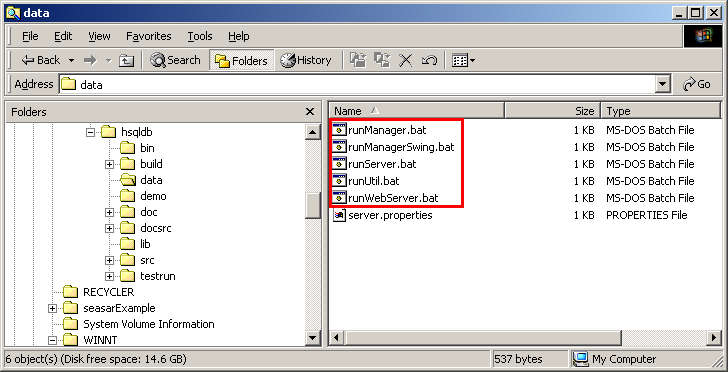 data
File Edit View Favorites Tools Help
Back Search Folders History
Address data Go
Folders
hsqldb
bin
build
data
demo
doc
docsrc
lib
src
testrun
RECYCLER
seasarExample
System Volume Information
WINNT
Name Size Type
runManager.bat 1 KB MS-DOS Batch File
runManagerSwing.bat 1 KB MS-DOS Batch File
runServer.bat 1 KB MS-DOS Batch File
runUtil.bat 1 KB MS-DOS Batch File
runWebServer.bat 1 KB MS-DOS Batch File
server.properties 1 KB PROPERTIES File
6 object(s) (Disk free space: 14.6 GB) 537 bytes My Computer